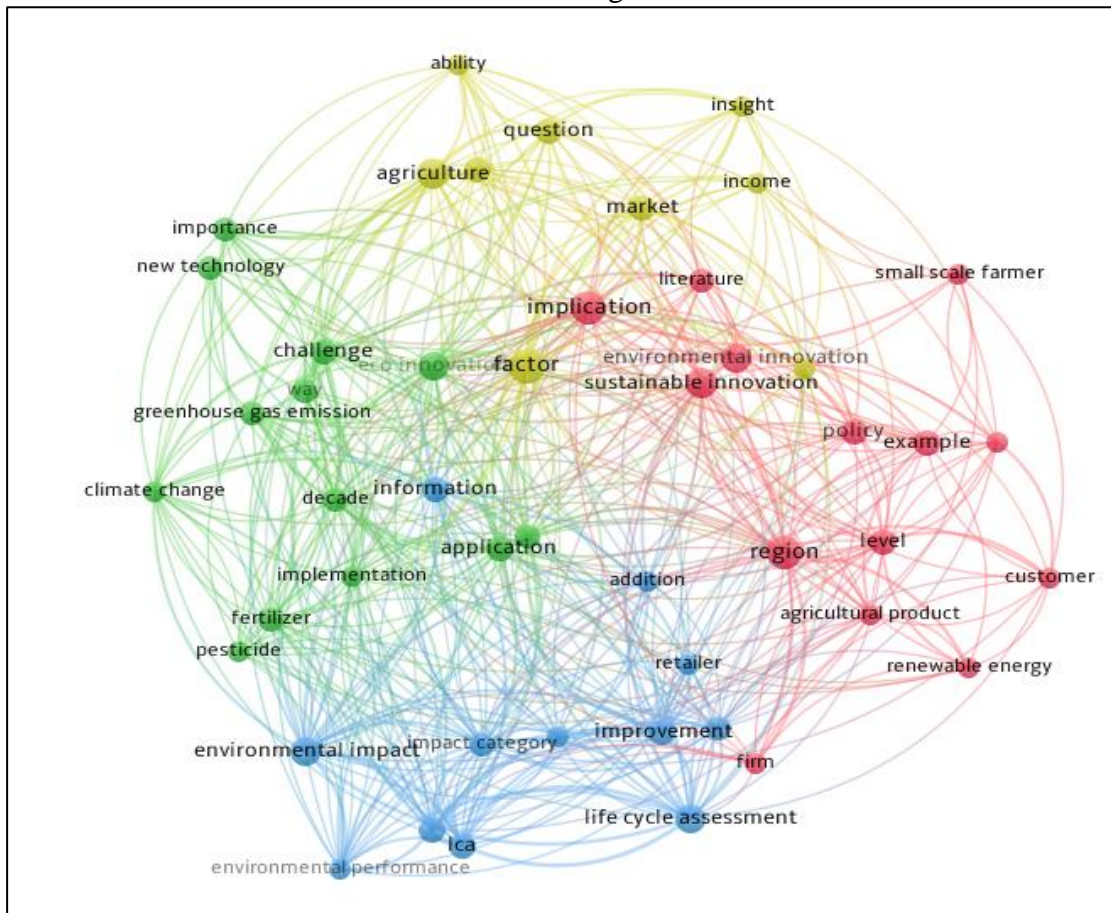 ability
insight
question
agriculture
income
market
importance
new technology
literature
small scale farmer
implication
challenge
eco innovation
factor
environmental innovation
sustainable innovation
way
greenhouse gas emission
policy
example
climate change
decade
information
application
region
level
implementation
addition
customer
fertilizer
agricultural product
pesticide
retailer
renewable energy
environmental impact
impact category
improvement
firm
life cycle assessment
lca
environmental performance